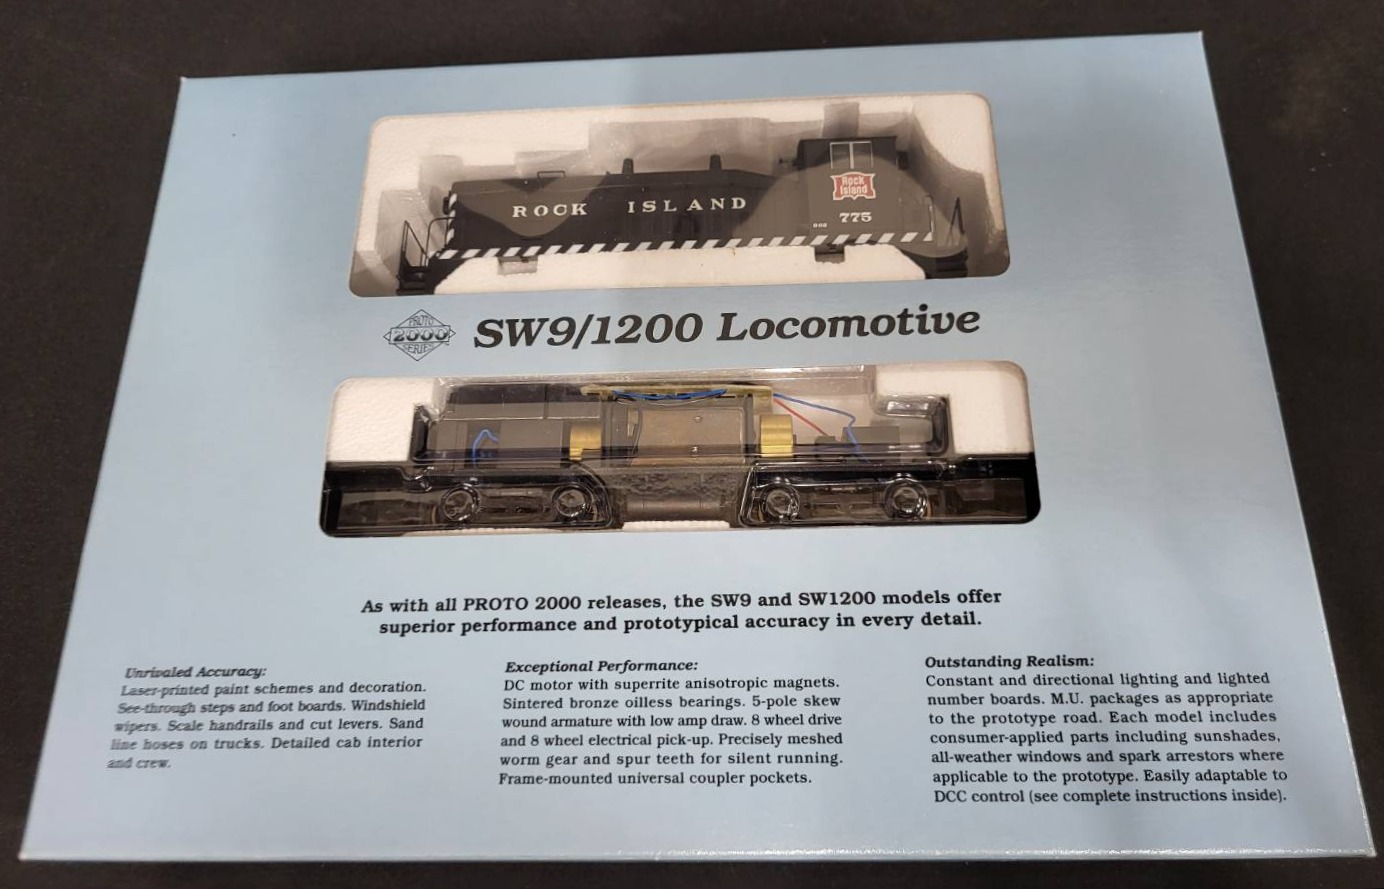 ROCK ISLAND
Rock
Island
775
PROTO
2000
SERIES
SW9/1200 Locomotive
As with all PROTO 2000 releases, the SW9 and SW1200 models offer
superior performance and prototypical accuracy in every detail.
Unrivaled Accuracy:
Laser-printed paint schemes and decoration.
See-through steps and foot boards. Windshield
wipers. Scale handrails and cut levers. Sand
line hoses on trucks. Detailed cab interior
and crew.
Exceptional Performance:
DC motor with superrite anisotropic magnets.
Sintered bronze oilless bearings. 5-pole skew
wound armature with low amp draw. 8 wheel drive
and 8 wheel electrical pick-up. Precisely meshed
worm gear and spur teeth for silent running.
Frame-mounted universal coupler pockets.
Outstanding Realism:
Constant and directional lighting and lighted
number boards. M.U. packages as appropriate
to the prototype road. Each model includes
consumer-applied parts including sunshades,
all-weather windows and spark arrestors where
applicable to the prototype. Easily adaptable to
DCC control (see complete instructions inside).